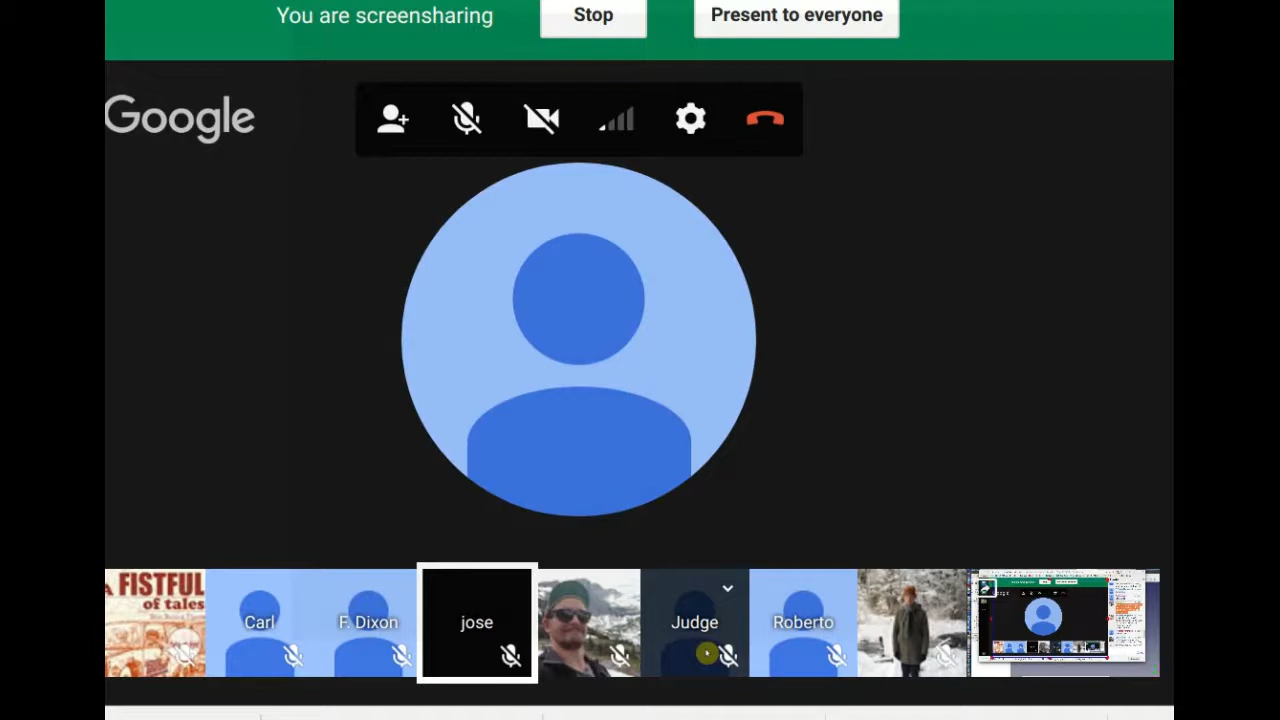 You are screensharing Stop Present to everyone
Google
A FISTFUL
of tales
Carl F. Dixon jose Judge Roberto